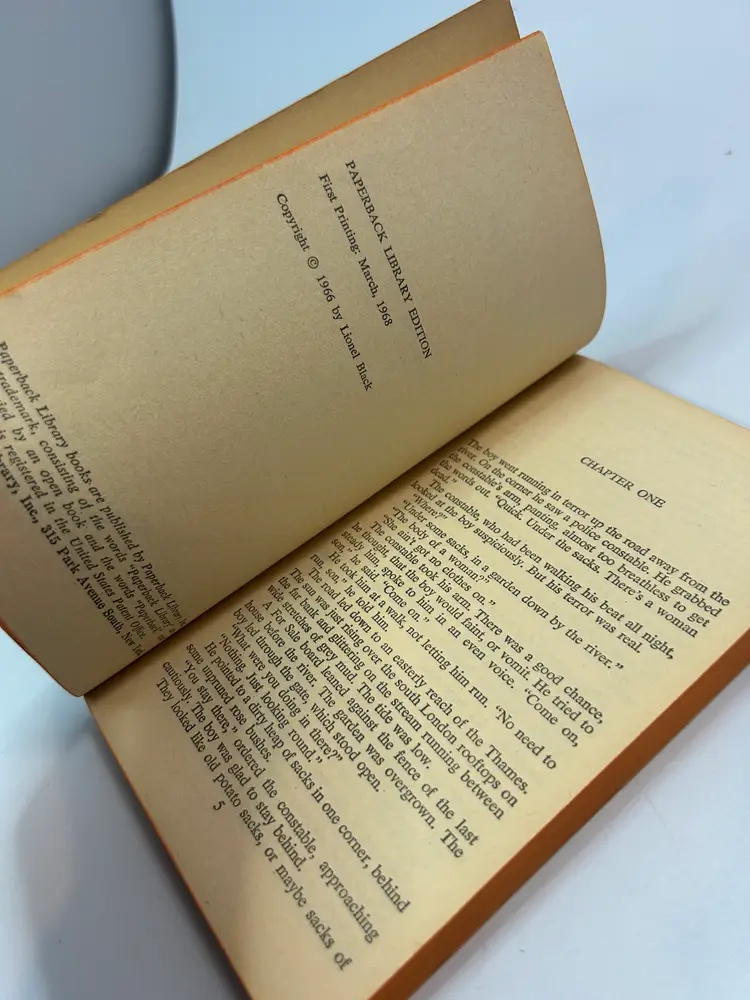 PAPERBACK LIBRARY EDITION
First Printing: March, 1968
Copyright © 1966 by Lionel Black
Paperback Library books are published by Paperback Library,
trademark, consisting of the words "Paperback Library
by an open book and the words "Paperback
is registered in the United States Patent Office.
Inc., 315 Park Avenue South, New
CHAPTER ONE
The boy went running in terror up the road away from the
river. On the corner he saw a police constable. He grabbed
the constable's arm, panting, almost too breathless to get
the words out. "Quick. Under the sacks. There's a woman
dead."
The constable, who had been walking his beat all night,
looked at the boy suspiciously. But his terror was real.
"Where?"
"Under some sacks, in a garden down by the river."
"The body of a woman?"
"She ain't got no clothes on."
The constable took his arm. There was a good chance,
he thought, that the boy would faint, or vomit. He tried to
steady him, spoke to him in an even voice. "Come on,
son," he said. "Come on."
He took him at a walk, not letting him run. "No need to
run, son," he told him.
The road led down to an easterly reach of the Thames.
The sun was just rising over the south London rooftops on
the far bank and glittering on the stream running between
wide stretches of grey mud. The tide was low.
A For Sale board leaned against the fence of the last
house before the river. The garden was overgrown. The
boy led through the gate, which stood open.
"What were you doing in there?"
"Nothing. Just looking round."
He pointed to a dirty heap of sacks in one corner, behind
some unpruned rose bushes.
"You stay there," ordered the constable, approaching
cautiously. The boy was glad to stay behind.
They looked like old potato sacks, or maybe sacks of
5